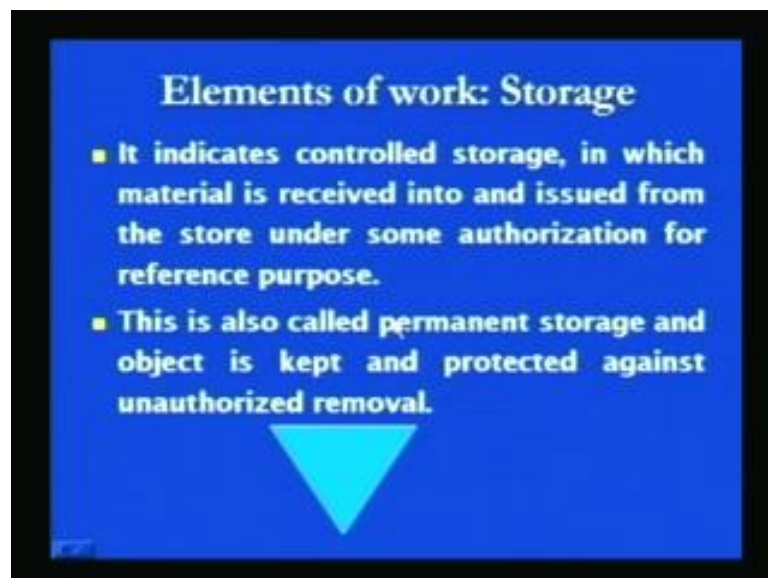 Elements of work: Storage
It indicates controlled storage, in which
material is received into and issued from
the store under some authorization for
reference purpose.
This is also called permanent storage and
object is kept and protected against
unauthorized removal.